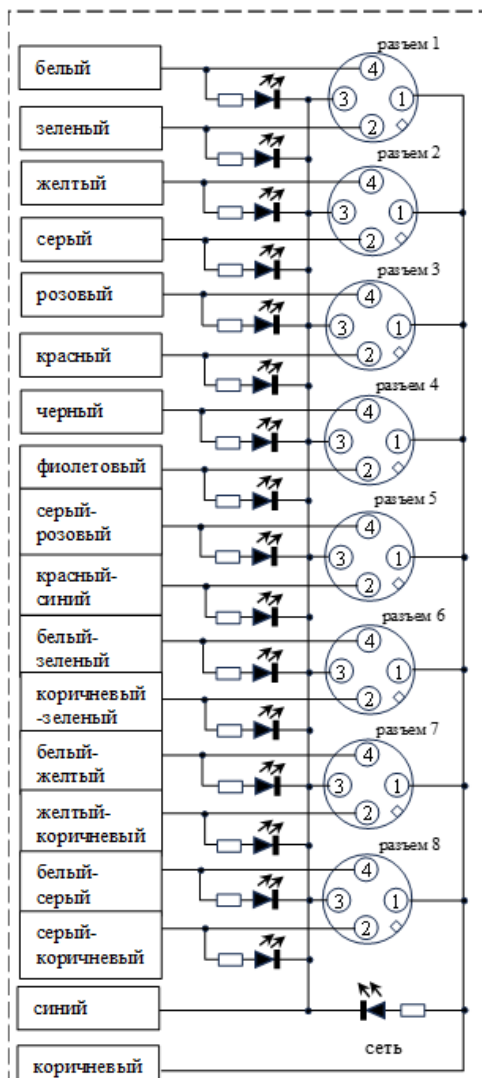 разъем 1
белый
4
3
1
зеленый
2
разъем 2
желтый
4
3
1
серый
2
разъем 3
розовый
4
3
1
красный
2
разъем 4
черный
4
3
1
фиолетовый
2
разъем 5
серый-
розовый
4
3
1
красный-
синий
2
разъем 6
белый-
зеленый
4
3
1
коричневый
-зеленый
2
разъем 7
белый-
желтый
4
3
1
желтый-
коричневый
2
разъем 8
белый-
серый
4
3
1
серый-
коричневый
2
синий
сеть
коричневый